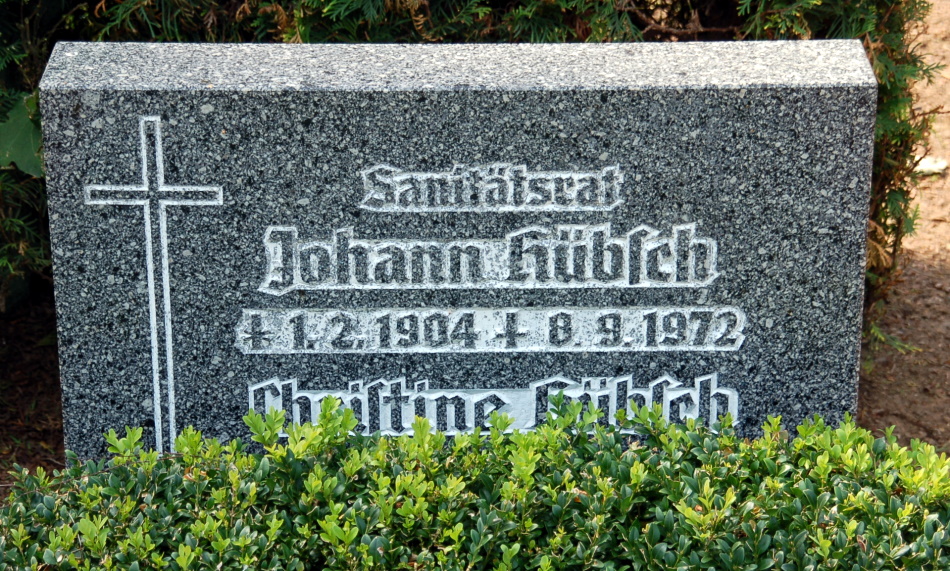 Sanitätsrat
Johann Hübsch
✝ 1. 2. 1904 ✝ 8. 9. 1972
Christine Hübsch